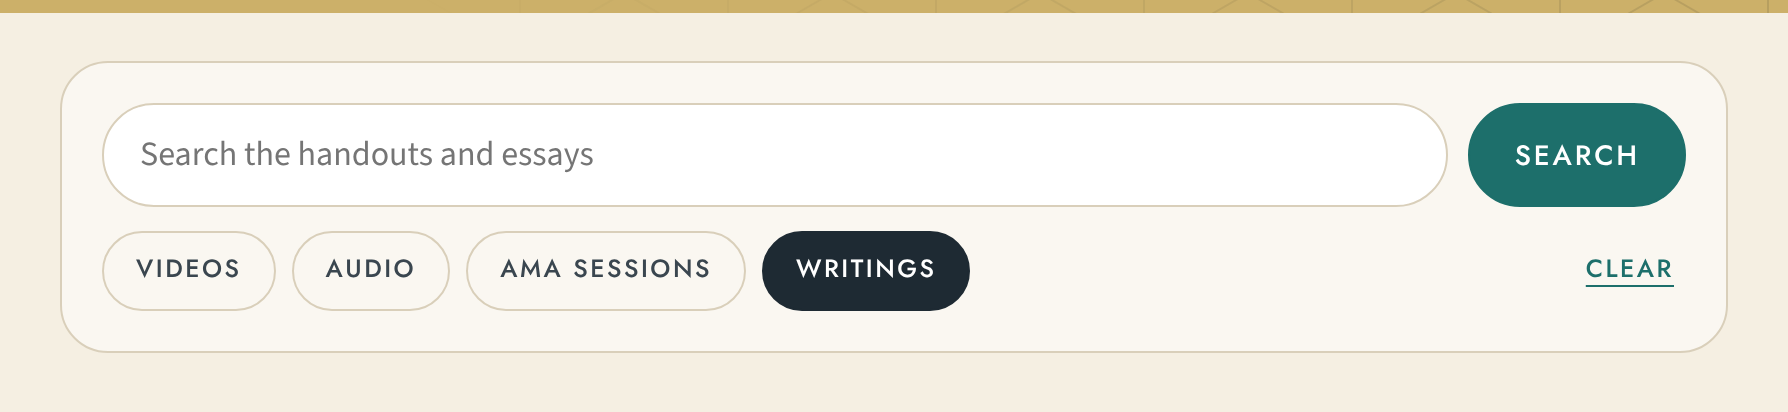 Search the handouts and essays
SEARCH
VIDEOS
AUDIO
AMA SESSIONS
WRITINGS
CLEAR